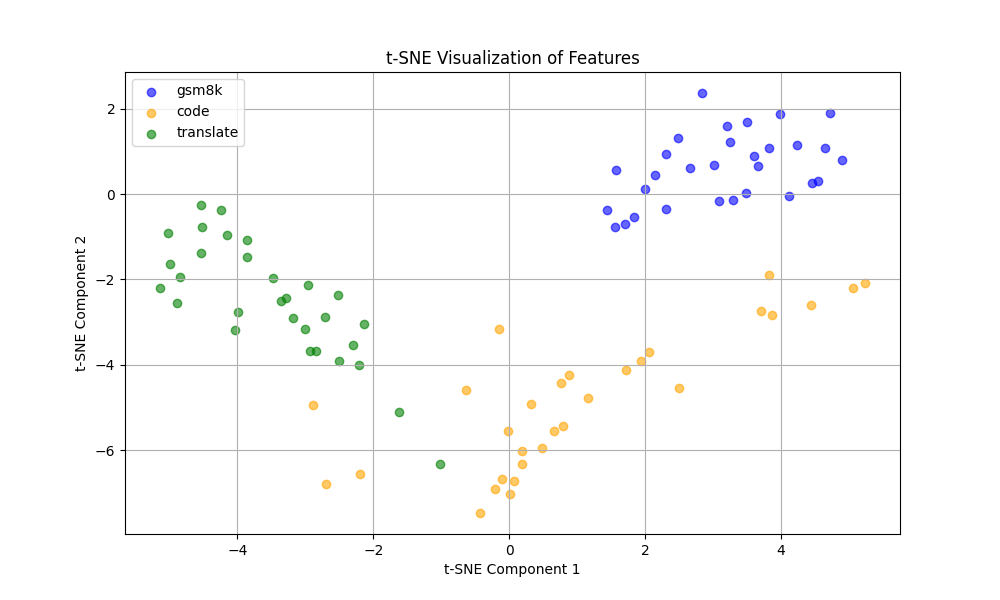 t-SNE Visualization of Features
gsm8k
code
translate
2
0
−2
−4
−6
t-SNE Component 2
−4
−2
0
2
4
t-SNE Component 1